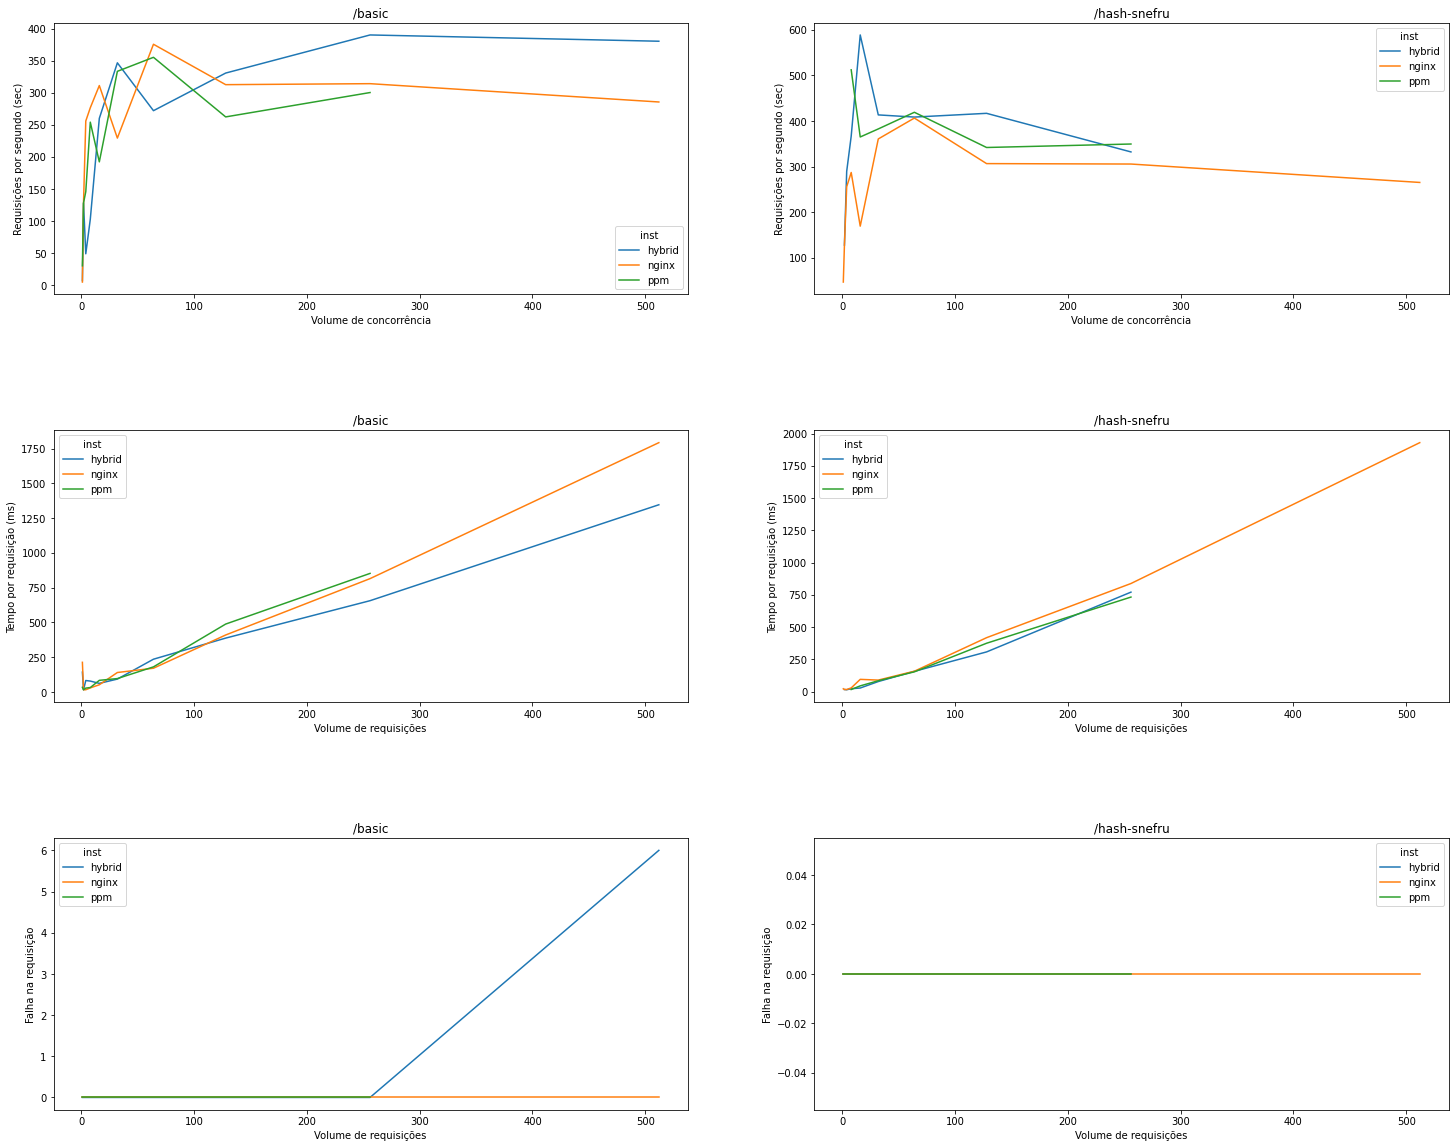 /basic
400
350
300
250
200
150
100
50
0
Requisições por segundo (sec)
0 100 200 300 400 500
Volume de concorrência
inst
hybrid
nginx
ppm
/hash-snefru
600
500
400
300
200
100
Requisições por segundo (sec)
0 100 200 300 400 500
Volume de concorrência
inst
hybrid
nginx
ppm
/basic
1750
1500
1250
1000
750
500
250
0
Tempo por requisição (ms)
0 100 200 300 400 500
Volume de requisições
inst
hybrid
nginx
ppm
/hash-snefru
2000
1750
1500
1250
1000
750
500
250
0
Tempo por requisição (ms)
0 100 200 300 400 500
Volume de requisições
inst
hybrid
nginx
ppm
/basic
6
5
4
3
2
1
0
Falha na requisição
0 100 200 300 400 500
Volume de requisições
inst
hybrid
nginx
ppm
/hash-snefru
0.04
0.02
0.00
−0.02
−0.04
Falha na requisição
0 100 200 300 400 500
Volume de requisições
inst
hybrid
nginx
ppm